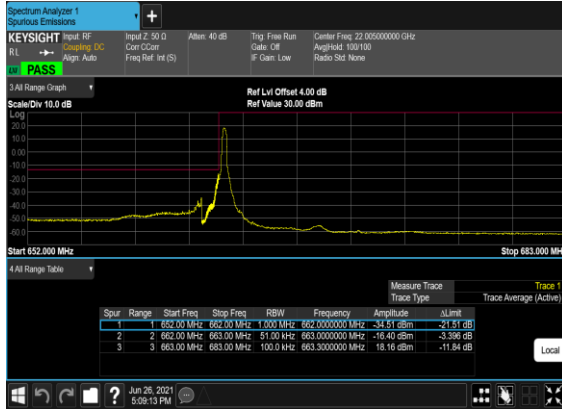 Spectrum Analyzer 1
Spurious Emissions
KEYSIGHT Input: RF Input Z: 50 Ω Atten: 40 dB Trig: Free Run Center Freq: 22.005000000 GHz
RL Coupling: DC Corr CCorr Gate: Off Avg|Hold: 100/100
Align: Auto Freq Ref: Int (S) IF Gain: Low Radio Std: None
PASS
3 All Range Graph
Ref Lvl Offset 4.00 dB
Scale/Div 10.0 dB Ref Value 30.00 dBm
Log
20.0
10.0
0.00
-10.0
-20.0
-30.0
-40.0
-50.0
-60.0
Start 652.000 MHz Stop 683.000 MH
4 All Range Table
Measure Trace Trace 1
Trace Type Trace Average (Active)
Spur Range Start Freq Stop Freq RBW Frequency Amplitude ΔLimit
1 1 652.00 MHz 662.00 MHz 1.000 MHz 662.0000000 MHz -34.51 dBm -21.51 dB
2 2 662.00 MHz 663.00 MHz 51.00 kHz 663.0000000 MHz -16.40 dBm -3.396 dB
3 3 663.00 MHz 683.00 MHz 100.0 kHz 663.3000000 MHz 18.16 dBm -11.84 dB
Local
? Jun 26, 2021
5:09:13 PM